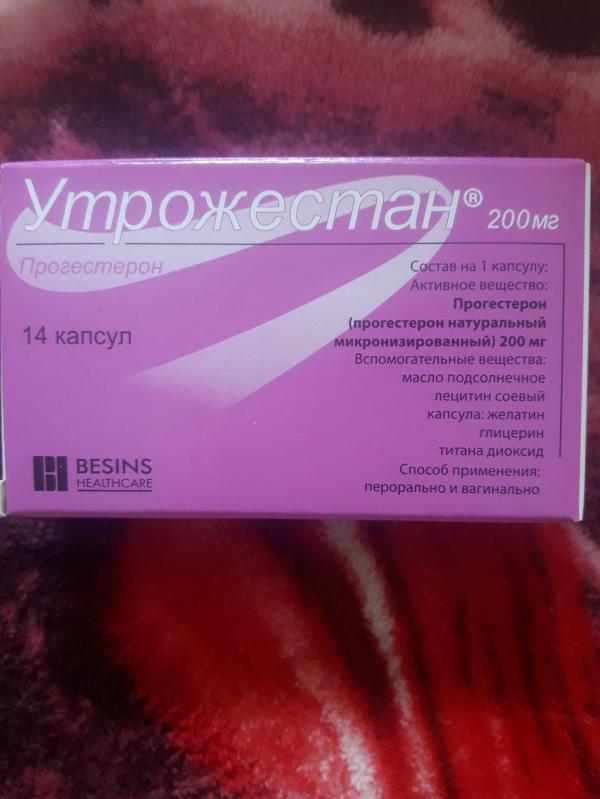 Утрожестан® 200мг
Прогестерон
14 капсул
Состав на 1 капсулу:
Активное вещество:
Прогестерон
(прогестерон натуральный
микронизированный) 200 мг
Вспомогательные вещества:
масло подсолнечное
лецитин соевый
капсула: желатин
глицерин
титана диоксид
Способ применения:
перорально и вагинально
BESINS
HEALTHCARE